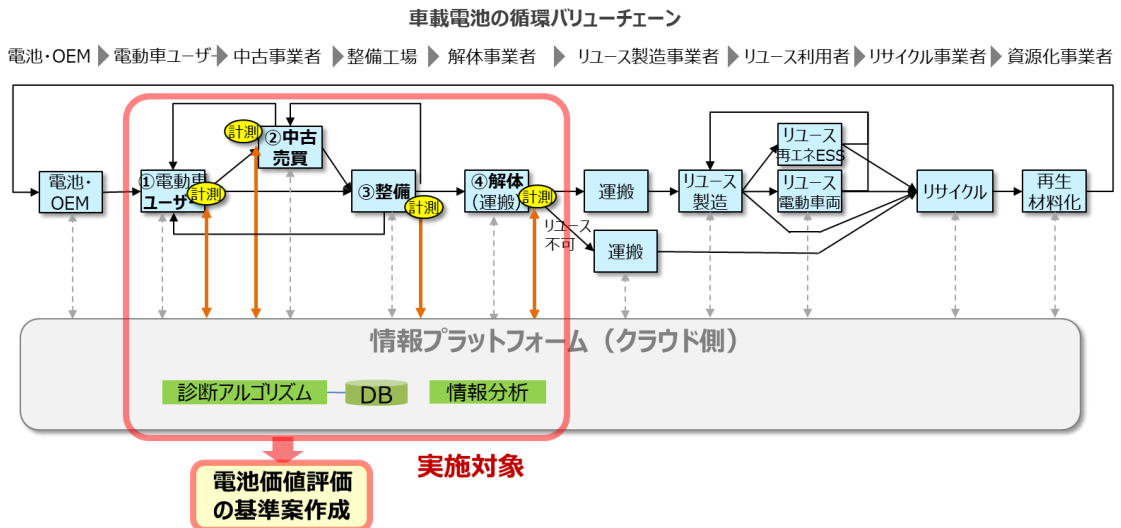 車載電池の循環バリューチェーン
電池・OEM
電動車ユーザー
中古事業者
整備工場
解体事業者
リユース製造事業者
リユース利用者
リサイクル事業者
資源化事業者
電池・
OEM
①電動車
ユーザー
計測
計測
②中古
売買
③整備
計測
④解体
(運搬)
計測
リユース
不可
運搬
運搬
リユース
製造
リユース
再エネESS
リユース
電動車両
リサイクル
再生
材料化
情報プラットフォーム（クラウド側）
診断アルゴリズム
DB
情報分析
実施対象
電池価値評価
の基準案作成